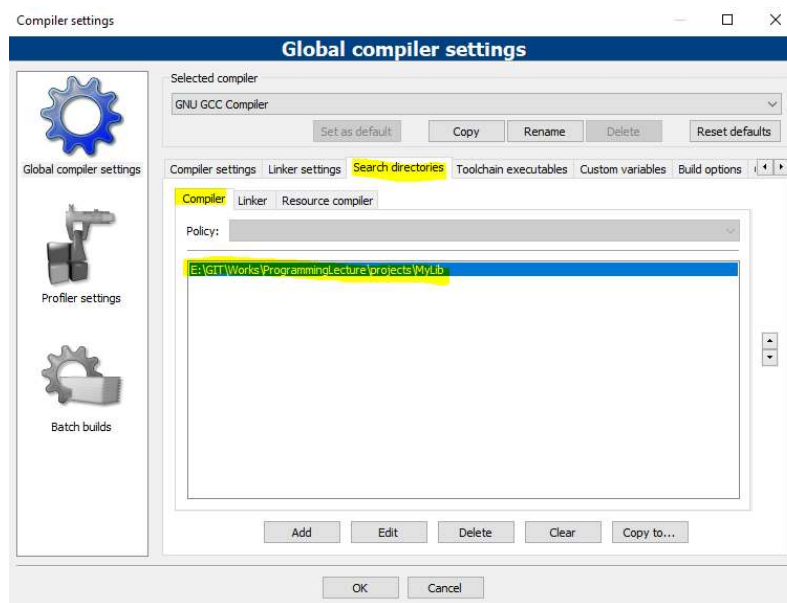 Compiler settings
Global compiler settings
Selected compiler
GNU GCC Compiler
Set as default Copy Rename Delete Reset defaults
Global compiler settings
Compiler settings Linker settings Search directories Toolchain executables Custom variables Build options
Compiler Linker Resource compiler
Policy:
E:\GIT\Works\ProgrammingLecture\projects\MyLib
Profiler settings
Batch builds
Add Edit Delete Clear Copy to...
OK Cancel